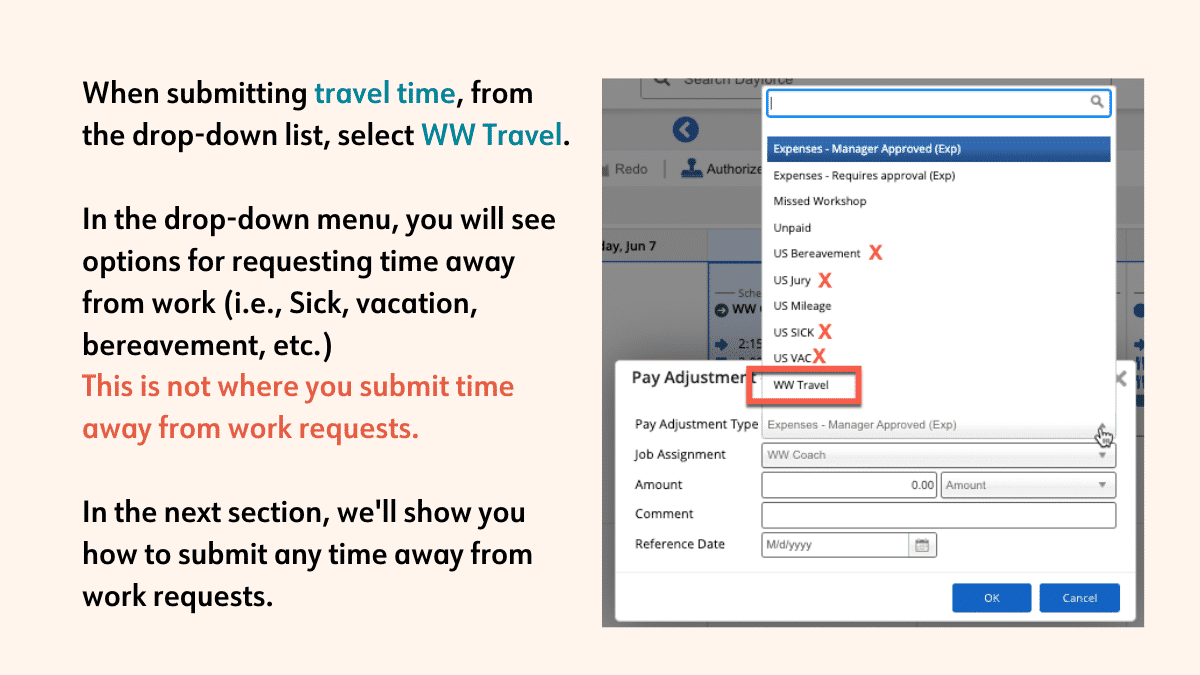 When submitting travel time, from
the drop-down list, select WW Travel.
In the drop-down menu, you will see
options for requesting time away
from work (i.e., Sick, vacation,
bereavement, etc.)
This is not where you submit time
away from work requests.
In the next section, we'll show you
how to submit any time away from
work requests.
Search Dayforce
Redo
Authorize
day, Jun 7
Sche
WW
2:15
Expenses - Manager Approved (Exp)
Expenses - Requires approval (Exp)
Missed Workshop
Unpaid
US Bereavement X
US Jury X
US Mileage
US SICK X
US VAC X
WW Travel
Pay Adjustment
Pay Adjustment Type Expenses - Manager Approved (Exp)
Job Assignment WW Coach
Amount 0.00 Amount
Comment
Reference Date M/d/yyyy
OK Cancel